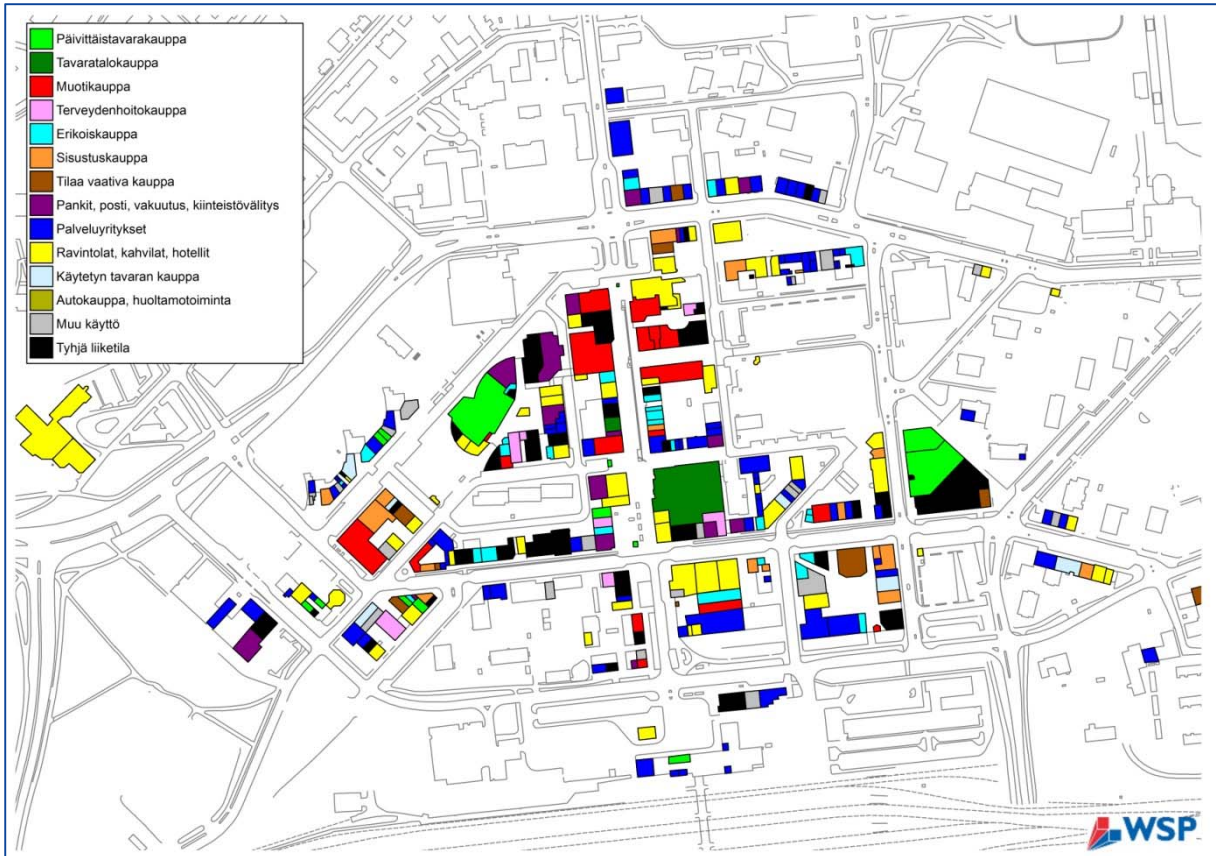 Päivittäistavarakauppa
Tavaratalokauppa
Muotikauppa
Terveydenhoitokauppa
Erikoiskauppa
Sisustuskauppa
Tilaa vaativa kauppa
Pankit, posti, vakuutus, kiinteistövälitys
Palveluyritykset
Ravintolat, kahvilat, hotellit
Käytetyn tavaran kauppa
Autokauppa, huoltamotoiminta
Muu käyttö
Tyhjä liiketila
WSP